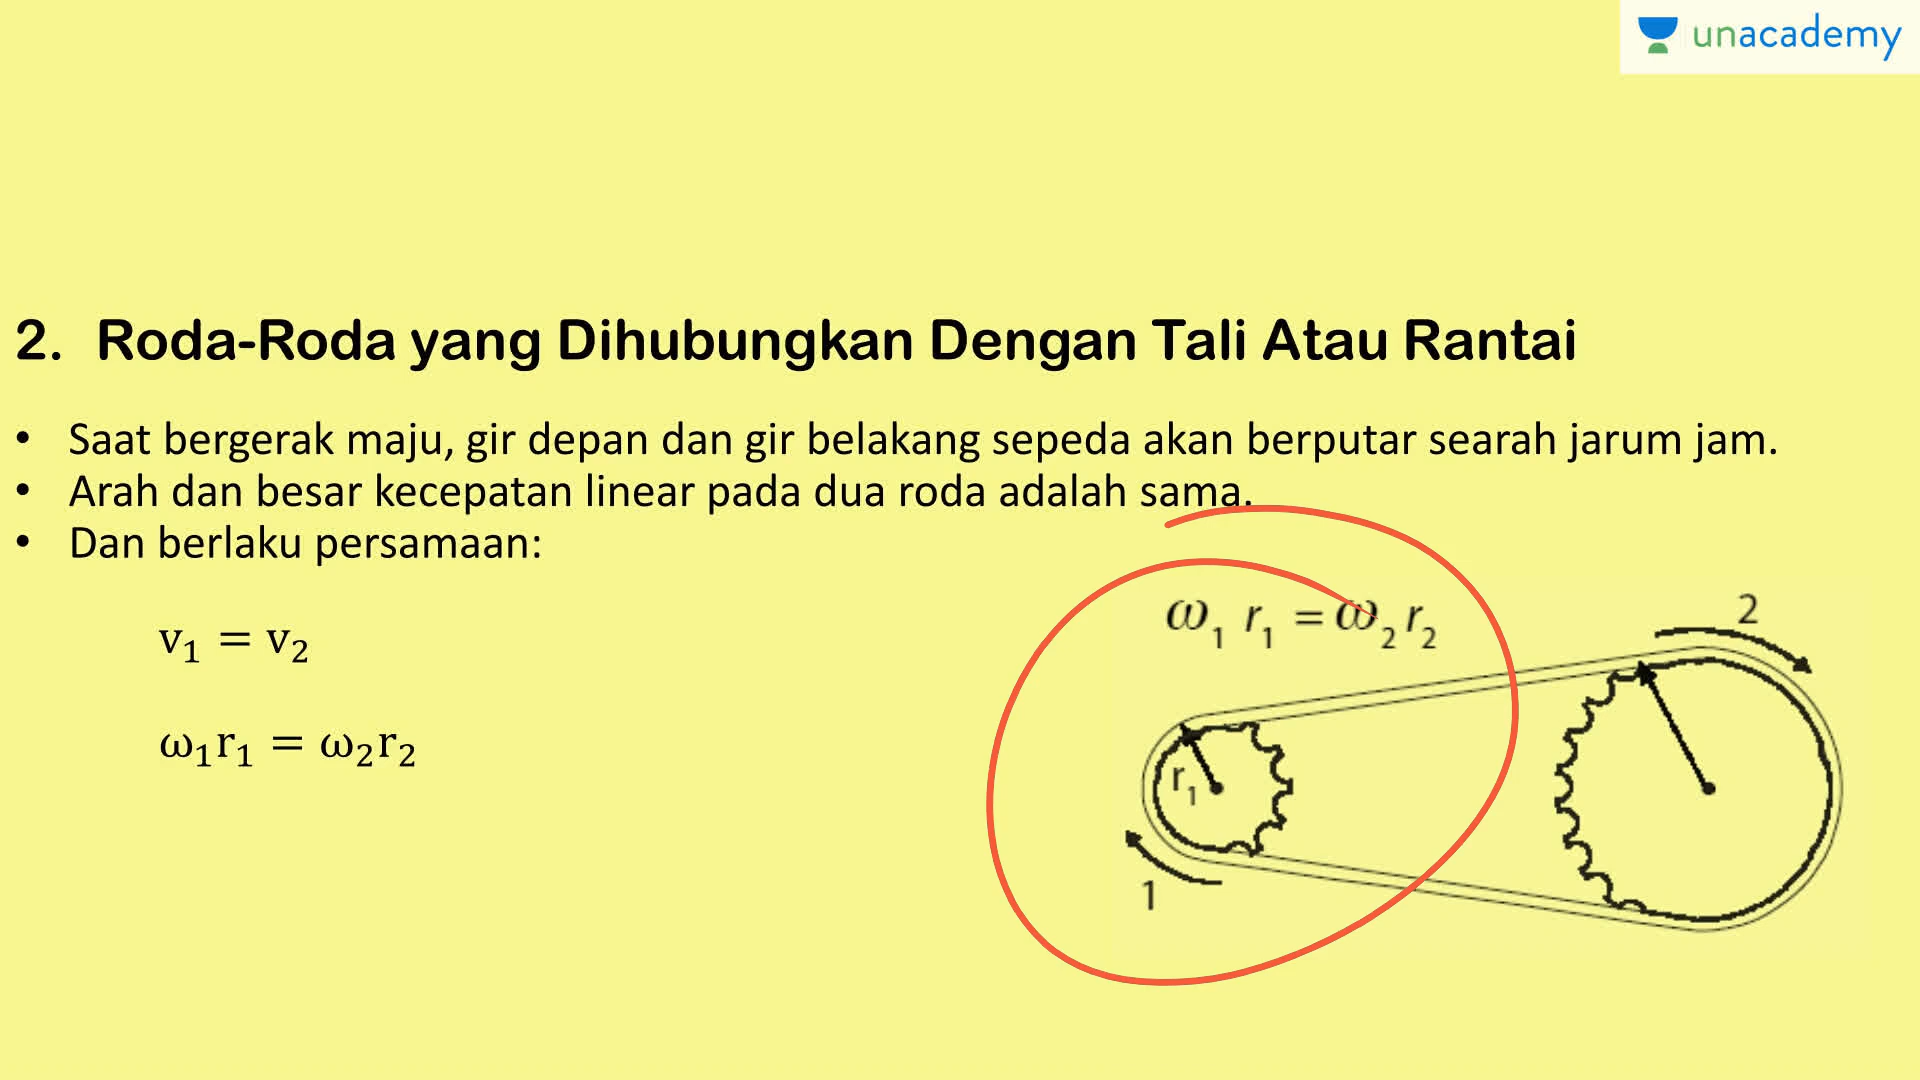 unacademy
2. Roda-Roda yang Dihubungkan Dengan Tali Atau Rantai
• Saat bergerak maju, gir depan dan gir belakang sepeda akan berputar searah jarum jam.
• Arah dan besar kecepatan linear pada dua roda adalah sama.
• Dan berlaku persamaan:
v₁ = v₂
ω₁r₁ = ω₂r₂
ω₁ r₁ = ω₂ r₂
2
r₁
1